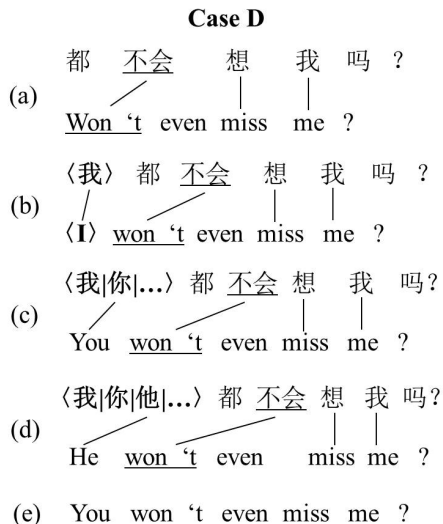 Case D
(a)
都 不会 想 我 吗 ？
Won ‘t even miss me ?
(b)
〈我〉 都 不会 想 我 吗 ？
〈I〉 won ‘t even miss me ?
(c)
〈我|你|...〉 都 不会 想 我 吗？
You won ‘t even miss me ?
(d)
〈我|你|他|...〉 都 不会 想 我 吗？
He won ‘t even miss me ?
(e) You won ‘t even miss me ?